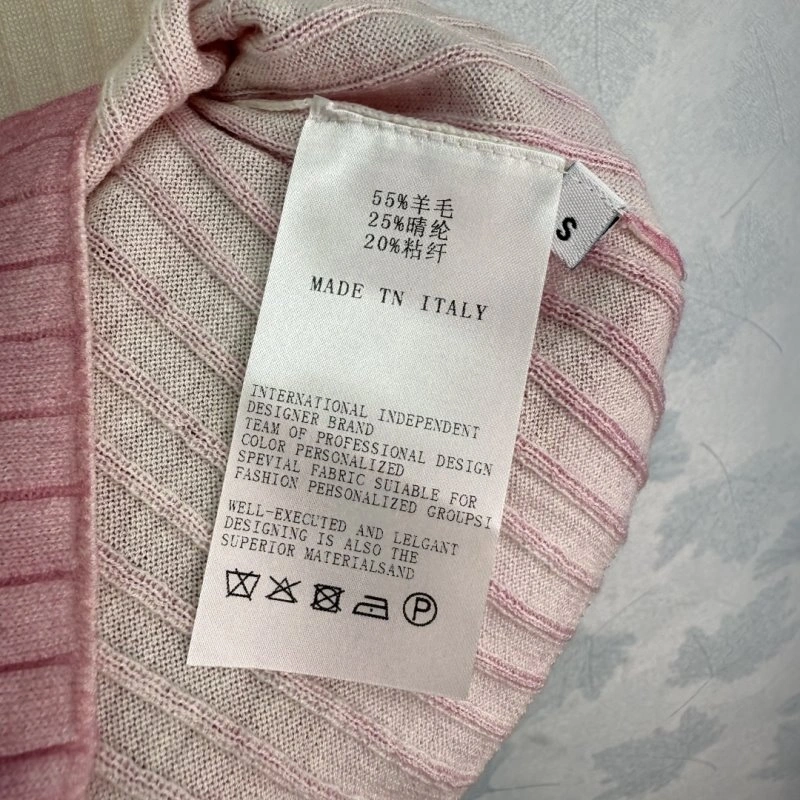 55%羊毛
25%晴纶
20%粘纤
MADE TN ITALY
S
INTERNATIONAL INDEPENDENT
DESIGNER BRAND
TEAM OF PROFESSIONAL DESIGN
COLOR PERSONALIZED
SPEVTAL FABRIC SUIABLE FOR
FASHION PEHSONALIZED GROUPSI
WELL-EXECUTED AND LELGANT
DESIGNING IS ALSO THE
SUPERIOR MATERIALSAND
P